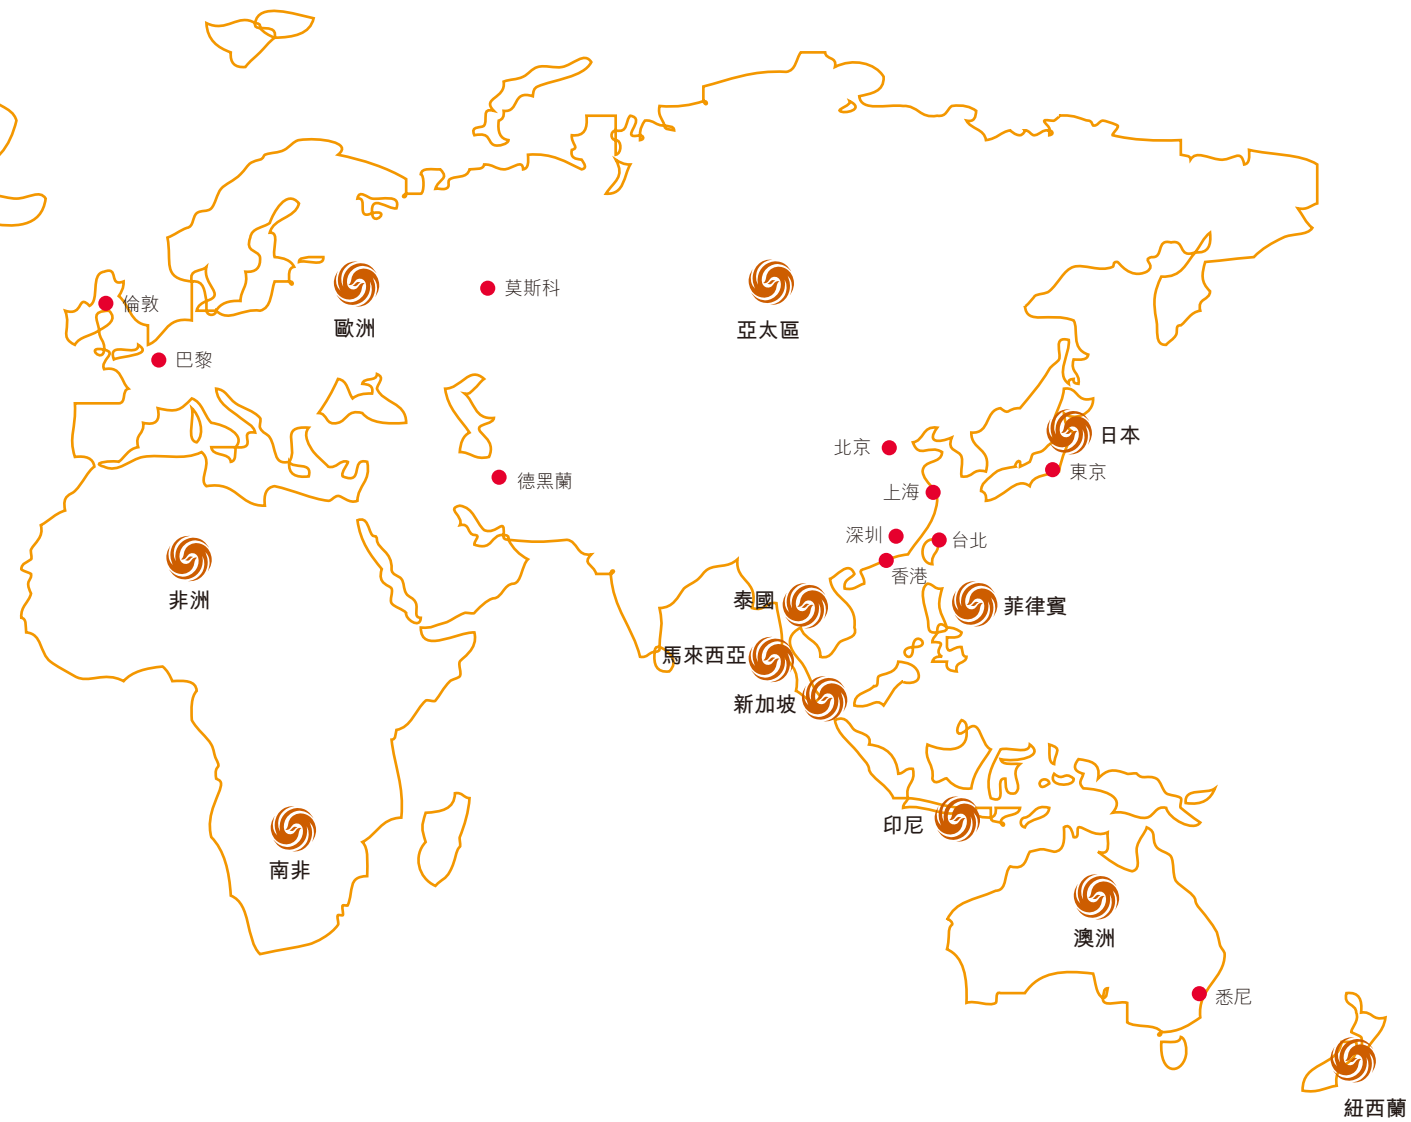 莫斯科
倫敦
歐洲
亞太區
巴黎
日本
北京
東京
德黑蘭
上海
深圳
台北
香港
非洲
泰國
菲律賓
馬來西亞
新加坡
印尼
南非
澳洲
悉尼
紐西蘭